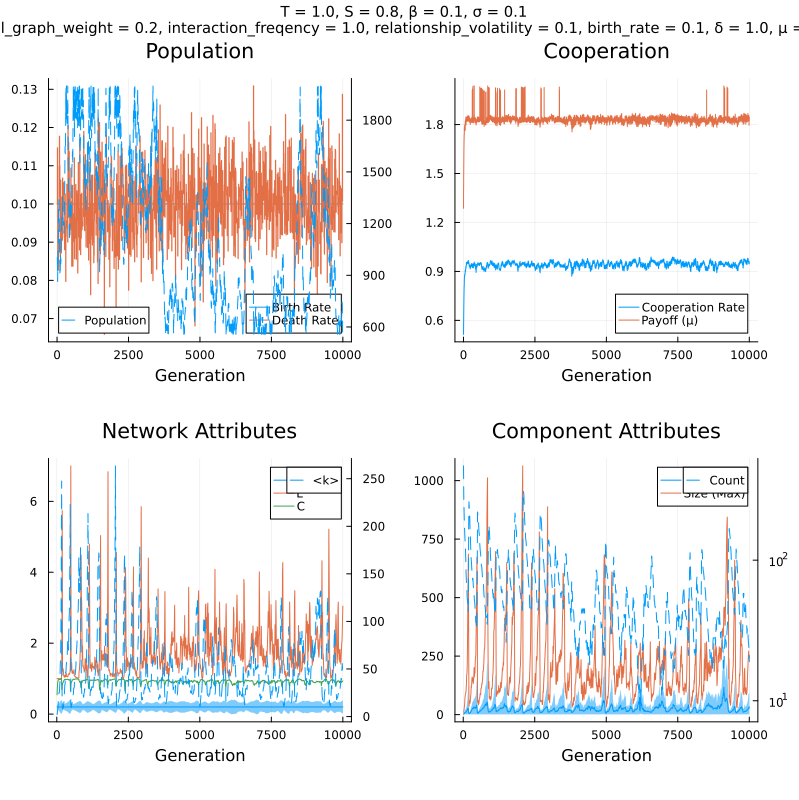 T = 1.0, S = 0.8, β = 0.1, σ = 0.1
l_graph_weight = 0.2, interaction_freqency = 1.0, relationship_volatility = 0.1, birth_rate = 0.1, δ = 1.0, μ =
Population
Cooperation
0.13
0.12
0.11
0.10
0.09
0.08
0.07
1800
1500
1200
900
600
Population
Birth Rate
Death Rate
0 2500 5000 7500 10000
Generation
1.8
1.5
1.2
0.9
0.6
Cooperation Rate
Payoff (μ)
0 2500 5000 7500 10000
Generation
Network Attributes
Component Attributes
6
4
2
0
250
200
150
100
50
0
<k>
C
0 2500 5000 7500 10000
Generation
1000
750
500
250
0
10²
10¹
Count
Size (Max)
0 2500 5000 7500 10000
Generation